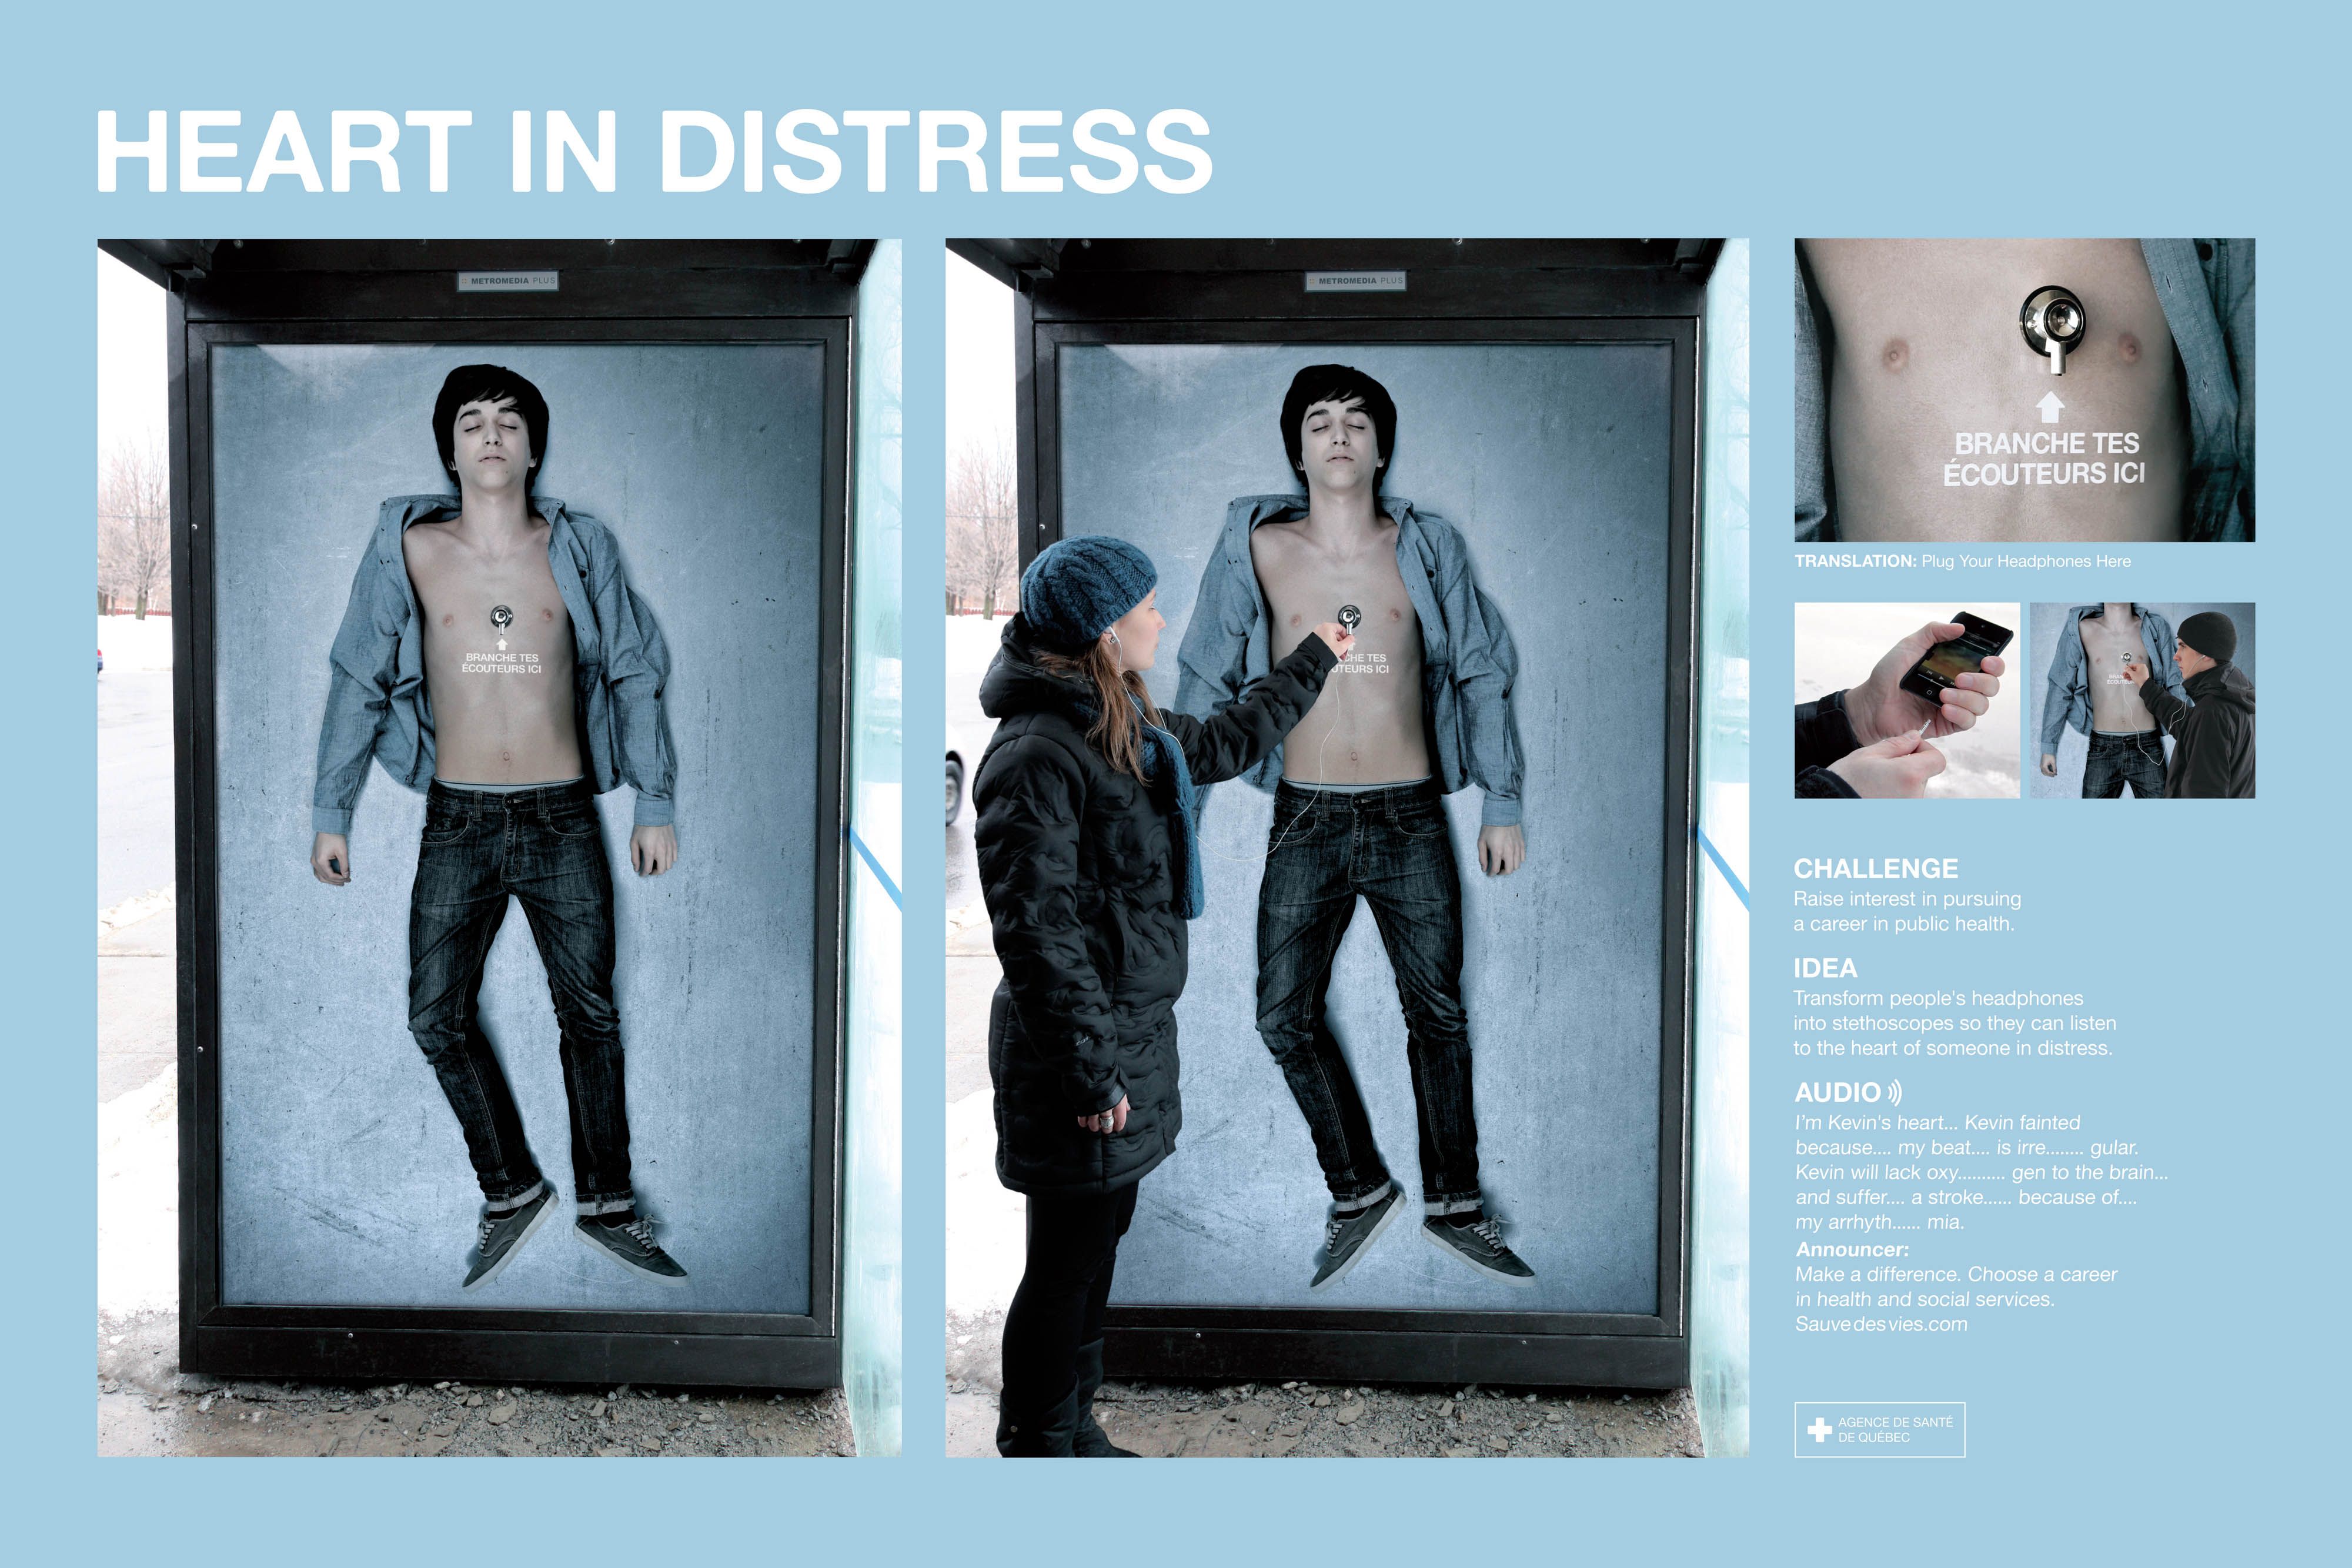 HEART IN DISTRESS
METROMEDIA PLUS
BRANCHE TES
ÉCOUTEURS ICI
METROMEDIA PLUS
CHE TES
UTEURS ICI
BRANCHE TES
ÉCOUTEURS ICI
TRANSLATION: Plug Your Headphones Here
CHALLENGE
Raise interest in pursuing
a career in public health.
IDEA
Transform people's headphones
into stethoscopes so they can listen
to the heart of someone in distress.
AUDIO
I'm Kevin's heart... Kevin fainted
because.... my beat.... is irre........ gular.
Kevin will lack oxy.......... gen to the brain...
and suffer.... a stroke...... because of....
my arrhyth...... mia.
Announcer:
Make a difference. Choose a career
in health and social services.
Sauvedesvies.com
AGENCE DE SANTÉ
DE QUÉBEC